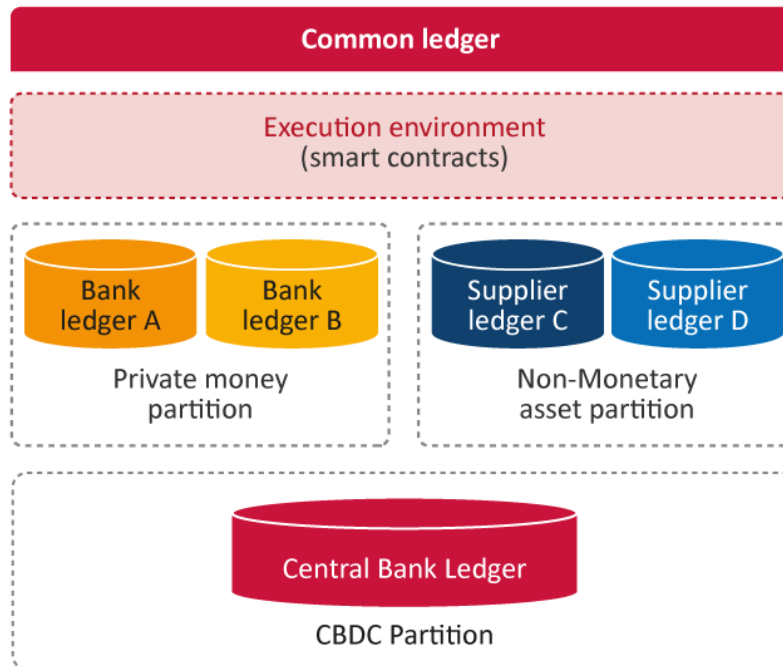 Common ledger
Execution environment
(smart contracts)
Bank
ledger A
Bank
ledger B
Supplier
ledger C
Supplier
ledger D
Private money
partition
Non-Monetary
asset partition
Central Bank Ledger
CBDC Partition